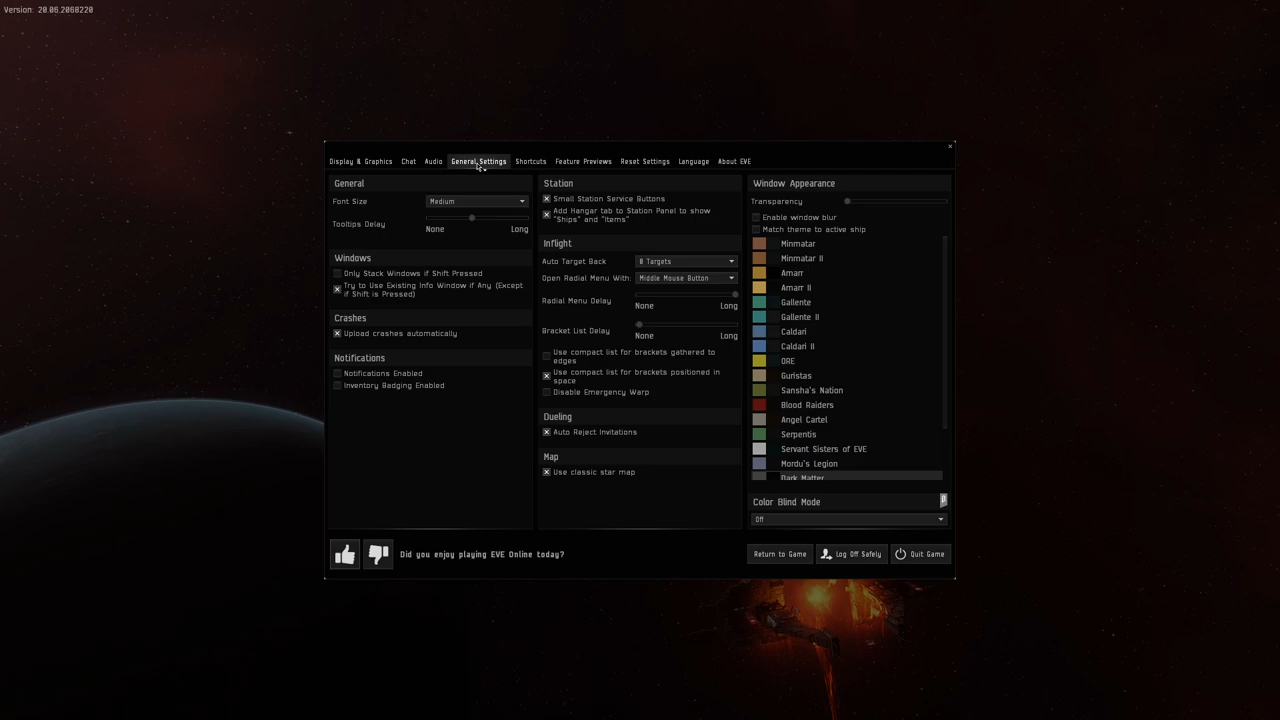 Version: 20.06.2068220
Display & Graphics Chat Audio General Settings Shortcuts Feature Previews Reset Settings Language About EVE
General
Font Size Medium
Tooltips Delay
None Long
Windows
Only Stack Windows if Shift Pressed
Try to Use Existing Info Window if Any (Except
if Shift is Pressed)
Crashes
Upload crashes automatically
Notifications
Notifications Enabled
Inventory Badging Enabled
Station
Small Station Service Buttons
Add Hangar tab to Station Panel to show
"Ships" and "Items"
Inflight
Auto Target Back 0 Targets
Open Radial Menu With: Middle Mouse Button
Radial Menu Delay
None Long
Bracket List Delay
None Long
Use compact list for brackets gathered to
edges
Use compact list for brackets positioned in
space
Disable Emergency Warp
Dueling
Auto Reject Invitations
Map
Use classic star map
Window Appearance
Transparency
Enable window blur
Match theme to active ship
Minmatar
Minmatar II
Amarr
Amarr II
Gallente
Gallente II
Caldari
Caldari II
ORE
Guristas
Sansha's Nation
Blood Raiders
Angel Cartel
Serpentis
Servant Sisters of EVE
Mordu's Legion
Dark Matter
Color Blind Mode
Off
Did you enjoy playing EVE Online today?
Return to Game Log Off Safely Quit Game